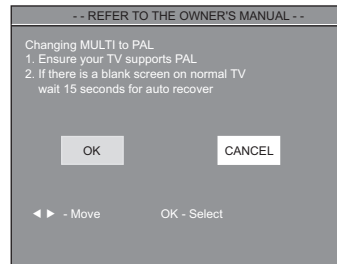 - - REFER TO THE OWNER'S MANUAL - -
Changing MULTI to PAL
1. Ensure your TV supports PAL
2. If there is a blank screen on normal TV
wait 15 seconds for auto recover
OK CANCEL
◄ ► - Move OK - Select